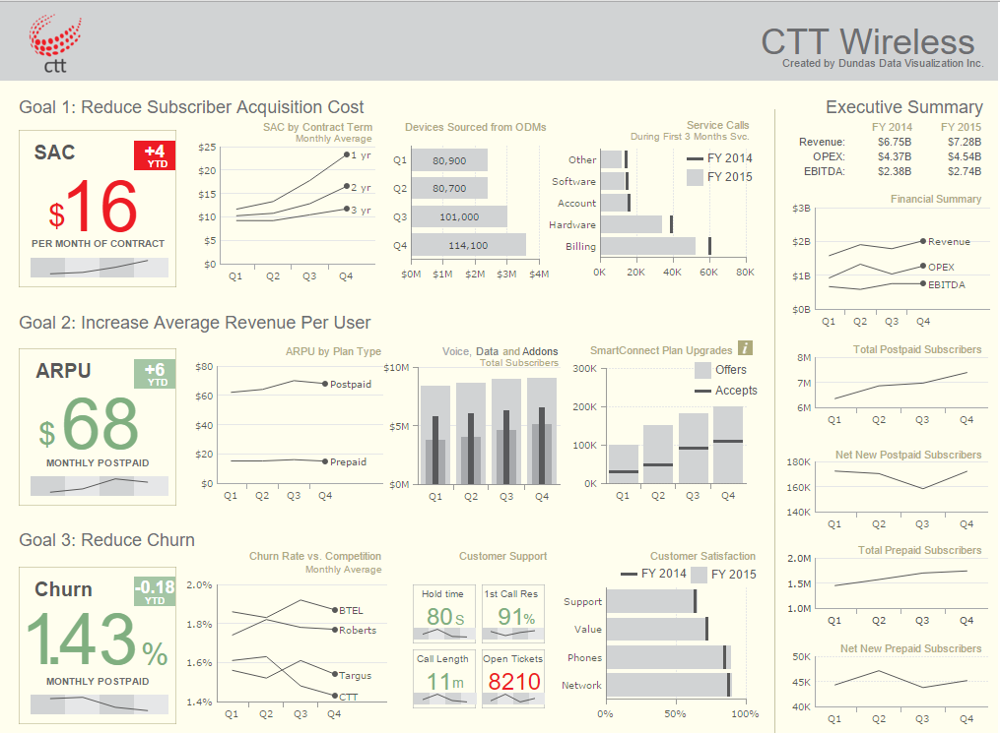 ctt
CTT Wireless
Created by Dundas Data Visualization Inc.
Goal 1: Reduce Subscriber Acquisition Cost
SAC
+4
YTD
$16
PER MONTH OF CONTRACT
SAC by Contract Term
Monthly Average
$25
$20
$15
$10
$5
$0
1 yr
2 yr
3 yr
Q1 Q2 Q3 Q4
Devices Sourced from ODMs
Q1 80,900
Q2 80,700
Q3 101,000
Q4 114,100
$0M $1M $2M $3M $4M
Service Calls
During First 3 Months Svc.
FY 2014
FY 2015
Other
Software
Account
Hardware
Billing
0K 20K 40K 60K 80K
Goal 2: Increase Average Revenue Per User
ARPU
+6
YTD
$68
MONTHLY POSTPAID
ARPU by Plan Type
$80
$60
$40
$20
$0
Postpaid
Prepaid
Q1 Q2 Q3 Q4
Voice, Data and Addons
Total Subscribers
$10M
$5M
$0M
Q1 Q2 Q3 Q4
SmartConnect Plan Upgrades i
Offers
Accepts
300K
200K
100K
0K
Q1 Q2 Q3 Q4
Goal 3: Reduce Churn
Churn
-0.18
YTD
1.43%
MONTHLY POSTPAID
Churn Rate vs. Competition
Monthly Average
2.0%
1.8%
1.6%
1.4%
BTEL
Roberts
Targus
CTT
Q1 Q2 Q3 Q4
Customer Support
Hold time
80s
1st Call Res
91%
Call Length
11m
Open Tickets
8210
Customer Satisfaction
FY 2014 FY 2015
Support
Value
Phones
Network
0% 50% 100%
Executive Summary
FY 2014 FY 2015
Revenue: $6.75B $7.28B
OPEX: $4.37B $4.54B
EBITDA: $2.38B $2.74B
Financial Summary
$3B
$2B
$1B
$0B
Revenue
OPEX
EBITDA
Q1 Q2 Q3 Q4
Total Postpaid Subscribers
8M
7M
6M
Q1 Q2 Q3 Q4
Net New Postpaid Subscribers
180K
160K
140K
Q1 Q2 Q3 Q4
Total Prepaid Subscribers
2.0M
1.5M
1.0M
Q1 Q2 Q3 Q4
Net New Prepaid Subscribers
50K
45K
40K
Q1 Q2 Q3 Q4